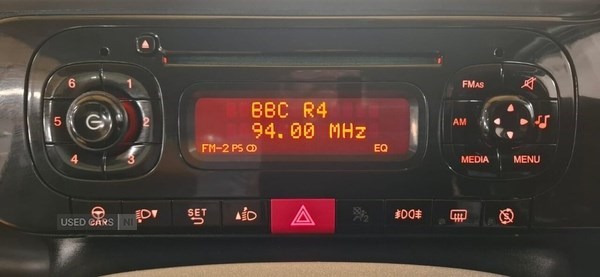 6 1
FMAS
BBC R4
5 2
94.00 MHz
AM
FM-2 PS CD EQ
4 3
MEDIA MENU
SET
USED CARS NI